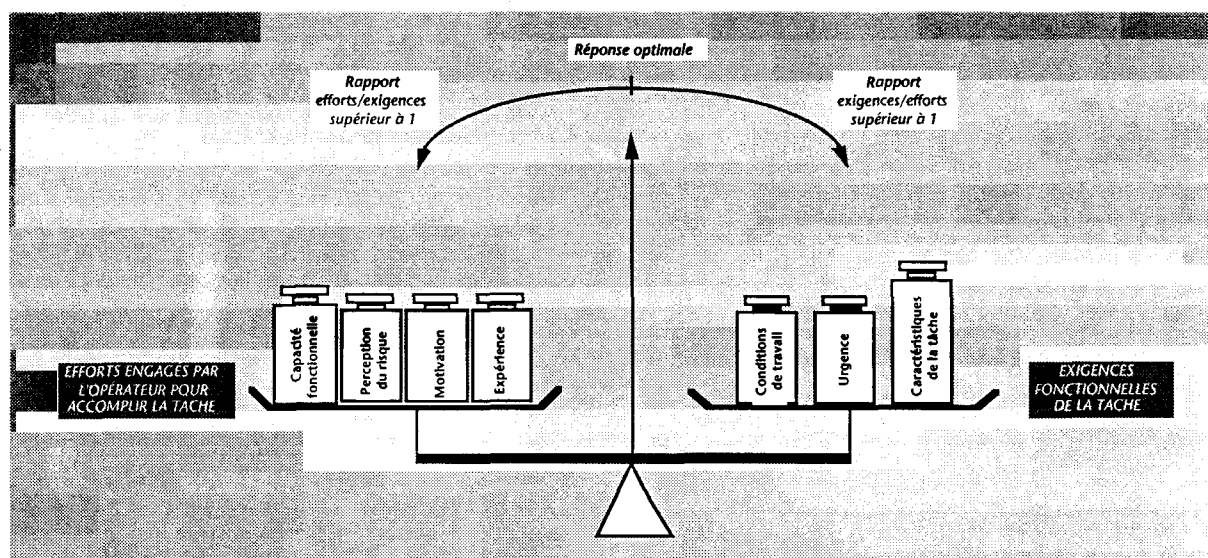 Réponse optimale
Rapport
efforts/exigences
supérieur à 1
Rapport
exigences/efforts
supérieur à 1
Capacité
fonctionnelle
Perception
du risque
Motivation
Expérience
Conditions
de travail
Urgence
Caractéristiques
de la tâche
EFFORTS ENGAGÉS PAR
L'OPÉRATEUR POUR
ACCOMPLIR LA TACHE
EXIGENCES
FONCTIONNELLES
DE LA TACHE